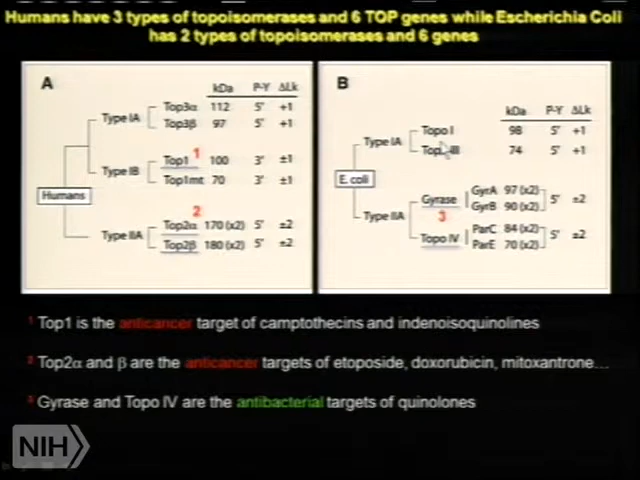 Humans have 3 types of topoisomerases and 6 TOP genes while Escherichia Coli
has 2 types of topoisomerases and 6 genes
A
kDa P-Y ΔLk
Type IA
Top3α 112 5' +1
Top3β 97 5' +1
Humans
Type IB
Top1 1 100 3' ±1
Top1mt 70 3' ±1
2
Type IIA
Top2α 170 (x2) 5' ±2
Top2β 180 (x2) 5' ±2
B
kDa P-Y ΔLk
Type IA
Topo I 98 5' +1
74 5' +1
E. coli
Type IIA
Gyrase
3
GyrA 97 (x2)
GyrB 90 (x2)
5' ±2
Topo IV
ParC 84 (x2)
ParE 70 (x2)
5' ±2
1 Top1 is the anticancer target of camptothecins and indenoisoquinolines
2 Top2α and β are the anticancer targets of etoposide, doxorubicin, mitoxantrone...
3 Gyrase and Topo IV are the antibacterial targets of quinolones
NIH